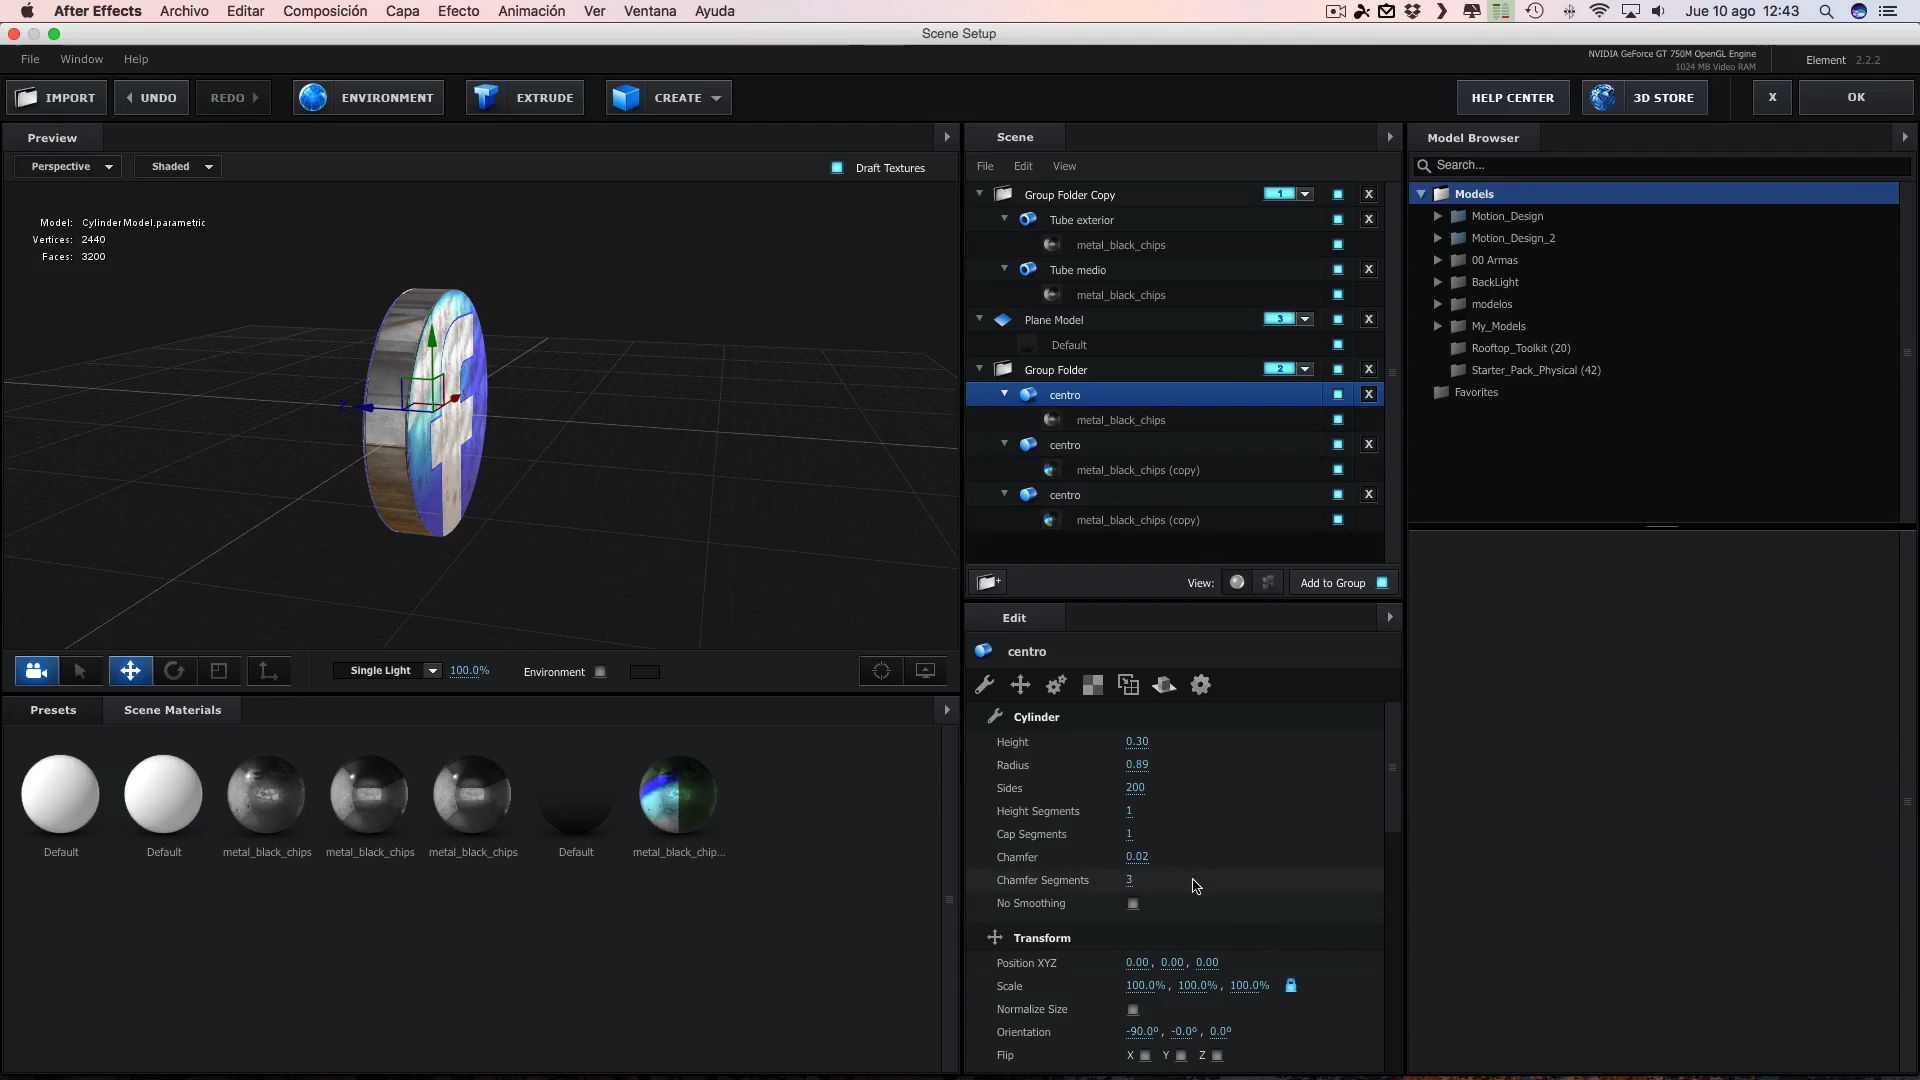 After Effects Archivo Editar Composición Capa Efecto Animación Ver Ventana Ayuda Jue 10 ago 12:43
Scene Setup
File Window Help
NVIDIA GeForce GT 750M OpenGL Engine
1024 MB Video RAM
Element 2.2.2
IMPORT UNDO REDO ENVIRONMENT EXTRUDE CREATE HELP CENTER 3D STORE X OK
Preview
Perspective Shaded Draft Textures
Model: Cylinder Model.parametric
Vertices: 2440
Faces: 3200
Z
Single Light 100.0% Environment
Presets Scene Materials
Default Default metal_black_chips metal_black_chips metal_black_chips Default metal_black_chip...
Scene
File Edit View
Group Folder Copy 1 X
Tube exterior X
metal_black_chips
Tube medio X
metal_black_chips
Plane Model 3 X
Default
Group Folder 2 X
centro X
metal_black_chips
centro X
metal_black_chips (copy)
centro X
metal_black_chips (copy)
View: Add to Group
Edit
centro
Cylinder
Height 0.30
Radius 0.89
Sides 200
Height Segments 1
Cap Segments 1
Chamfer 0.02
Chamfer Segments 3
No Smoothing
Transform
Position XYZ 0.00, 0.00, 0.00
Scale 100.0%, 100.0%, 100.0%
Normalize Size
Orientation -90.0º, -0.0º, 0.0º
Flip X Y Z
Model Browser
Search...
Models
Motion_Design
Motion_Design_2
00 Armas
BackLight
modelos
My_Models
Rooftop_Toolkit (20)
Starter_Pack_Physical (42)
Favorites